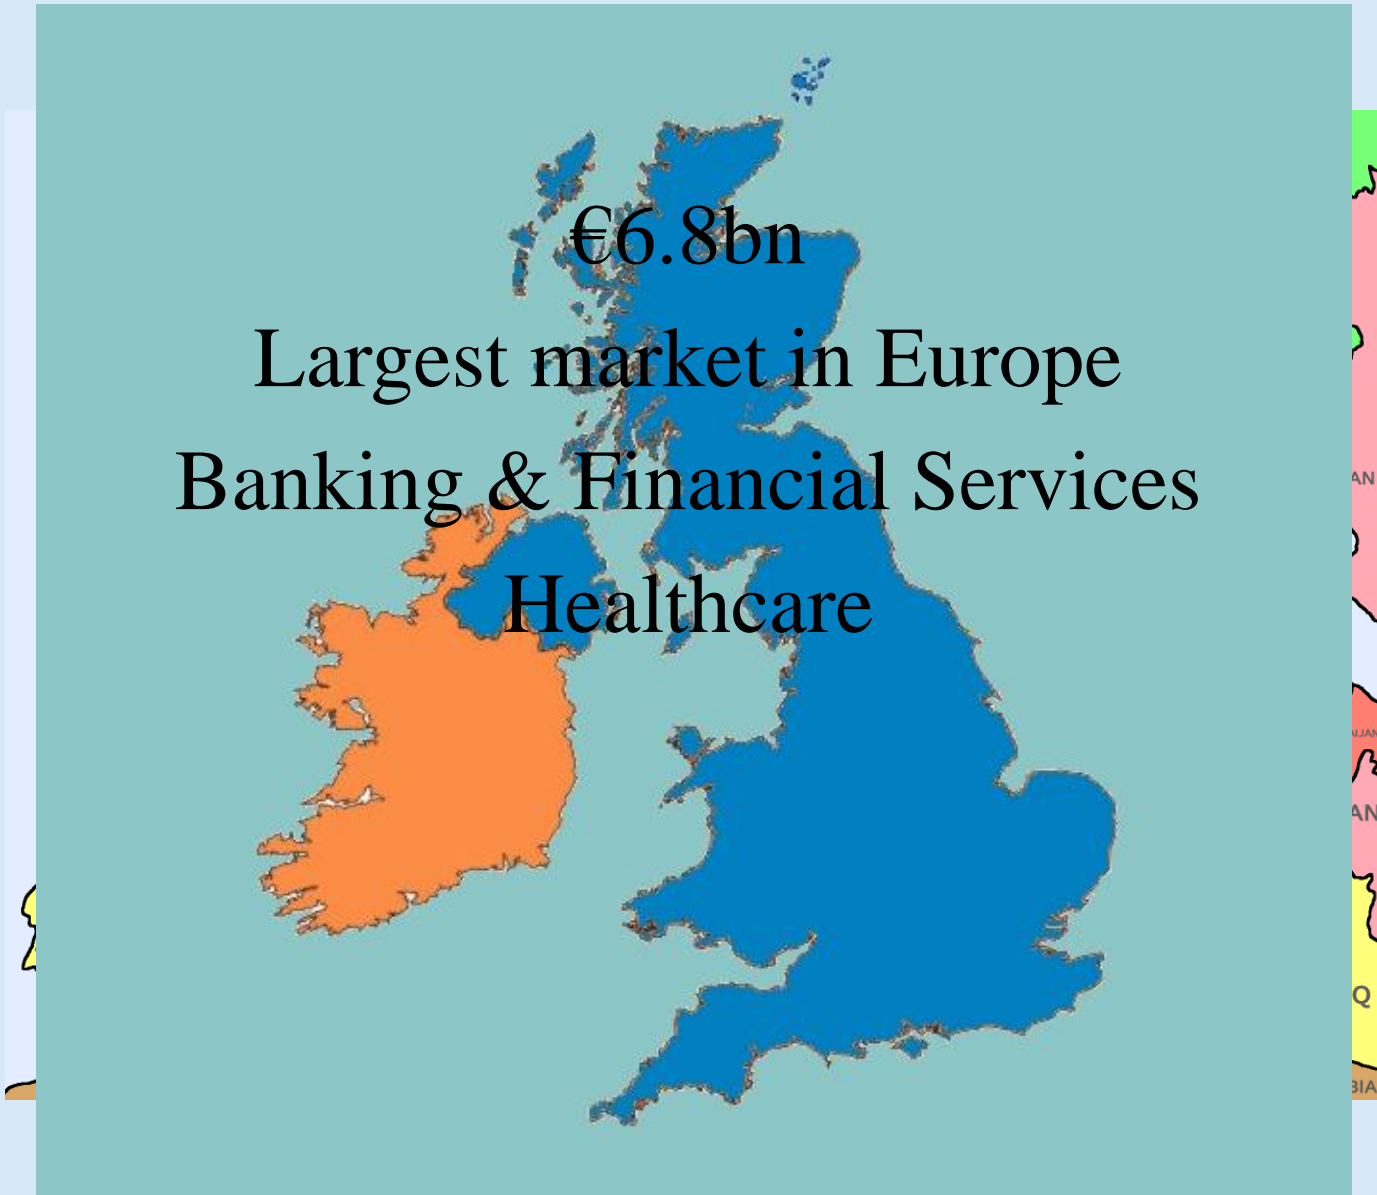 €6.8bn
Largest market in Europe
Banking & Financial Services
Healthcare